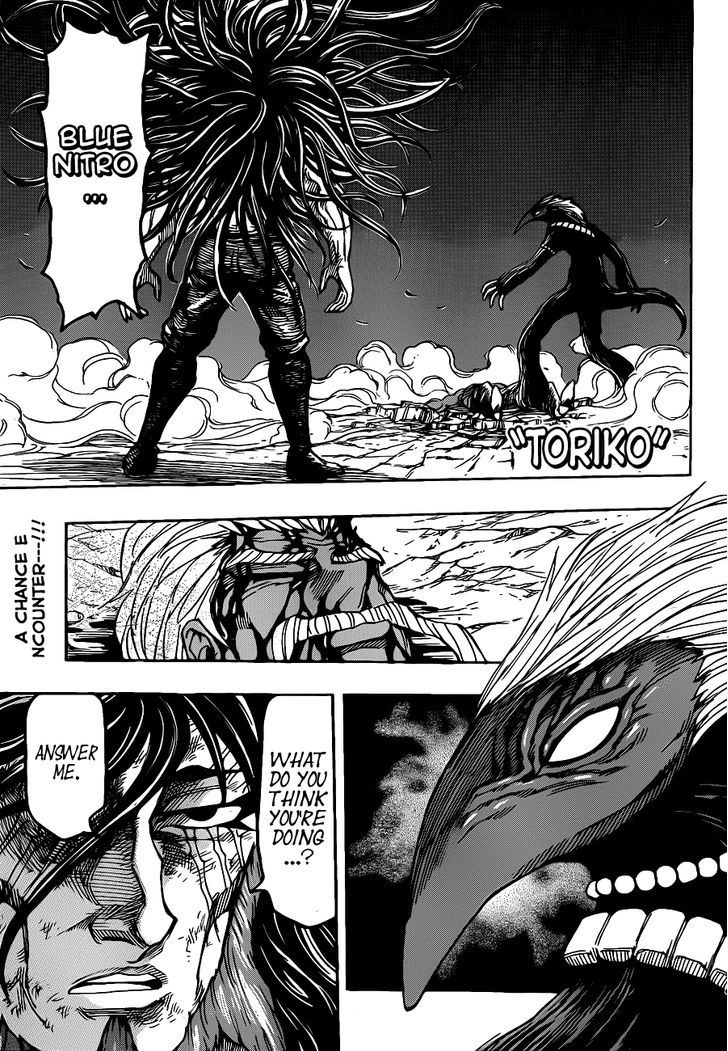 BLUE
NITRO
...
"TORIKO"
A CHANCE E
NCOUNTER---!!!
WHAT
DO YOU
THINK
YOU'RE
DOING
...?
ANSWER
ME.